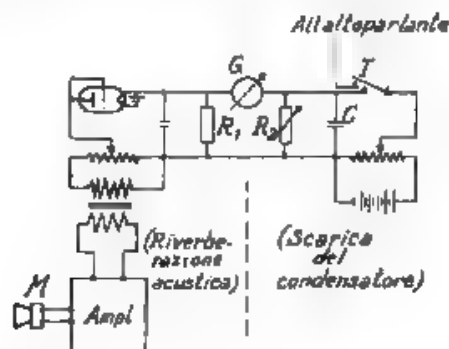 All'altoparlante
G
T
R₁
R₂
C
(Riverbe-
razione
acustica)
(Scarica
del
condensatore)
M
Ampl